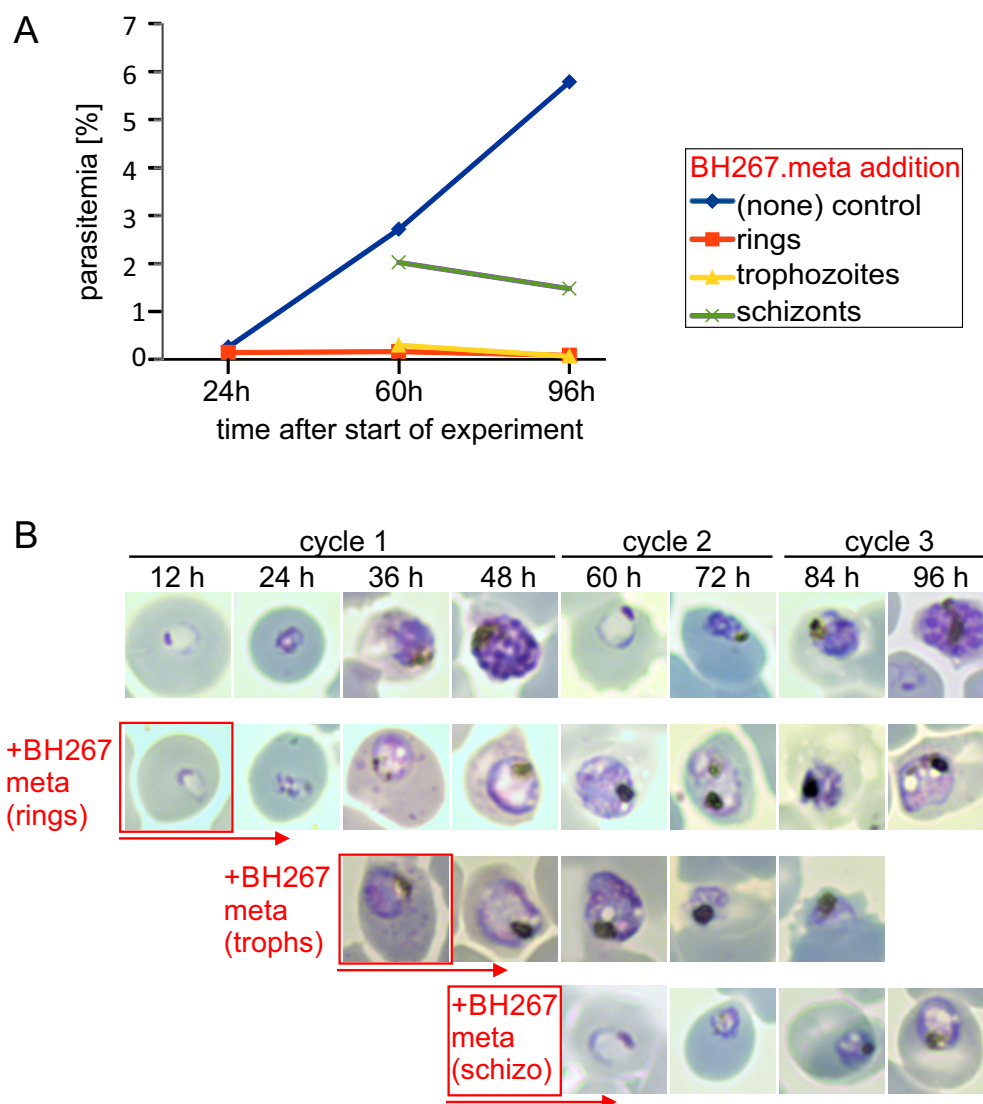 A
7
6
5
4
3
2
1
0
parasitemia [%]
24h 60h 96h
time after start of experiment
BH267.meta addition
(none) control
rings
trophozoites
schizonts
B
cycle 1 cycle 2 cycle 3
12 h 24 h 36 h 48 h 60 h 72 h 84 h 96 h
+BH267
meta
(rings)
+BH267
meta
(trophs)
+BH267
meta
(schizo)